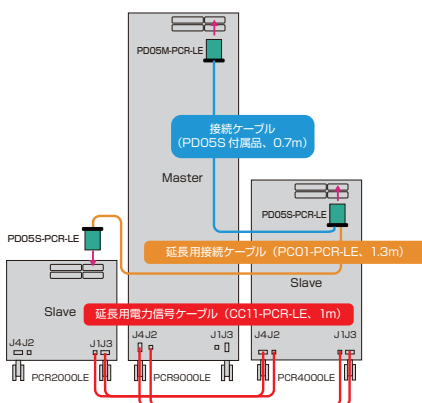 PD05M-PCR-LE
接続ケーブル
(PD05S 付属品、0.7m)
Master
PD05S-PCR-LE
PD05S-PCR-LE
延長用接続ケーブル(PC01-PCR-LE、1.3m)
Slave
Slave
延長用電力信号ケーブル(CC11-PCR-LE、1m)
J4J2 J1J3 J4J2 J1J3 J4J2 J1J3
PCR2000LE PCR9000LE PCR4000LE